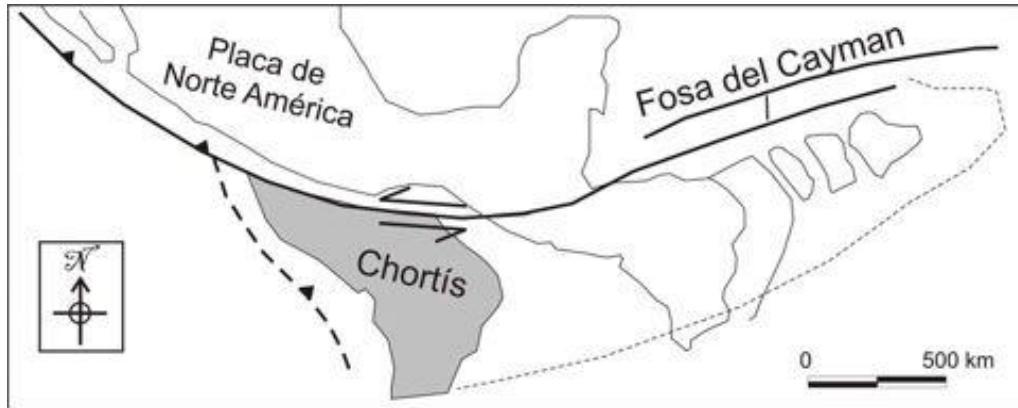 Placa de
Norte América
Fosa del Cayman
Chortís
N
0 500 km